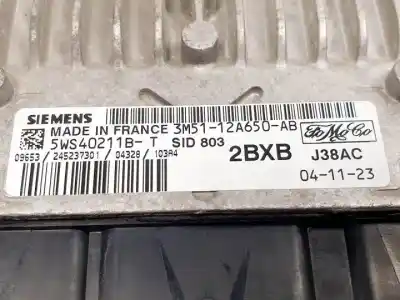 SIEMENS
MADE IN FRANCE 3M51-12A650-AB
5WS40211B-T SID 803
FoMoCo
09653/ 245237301 /04328 /103A4
2BXB J38AC
04-11-23